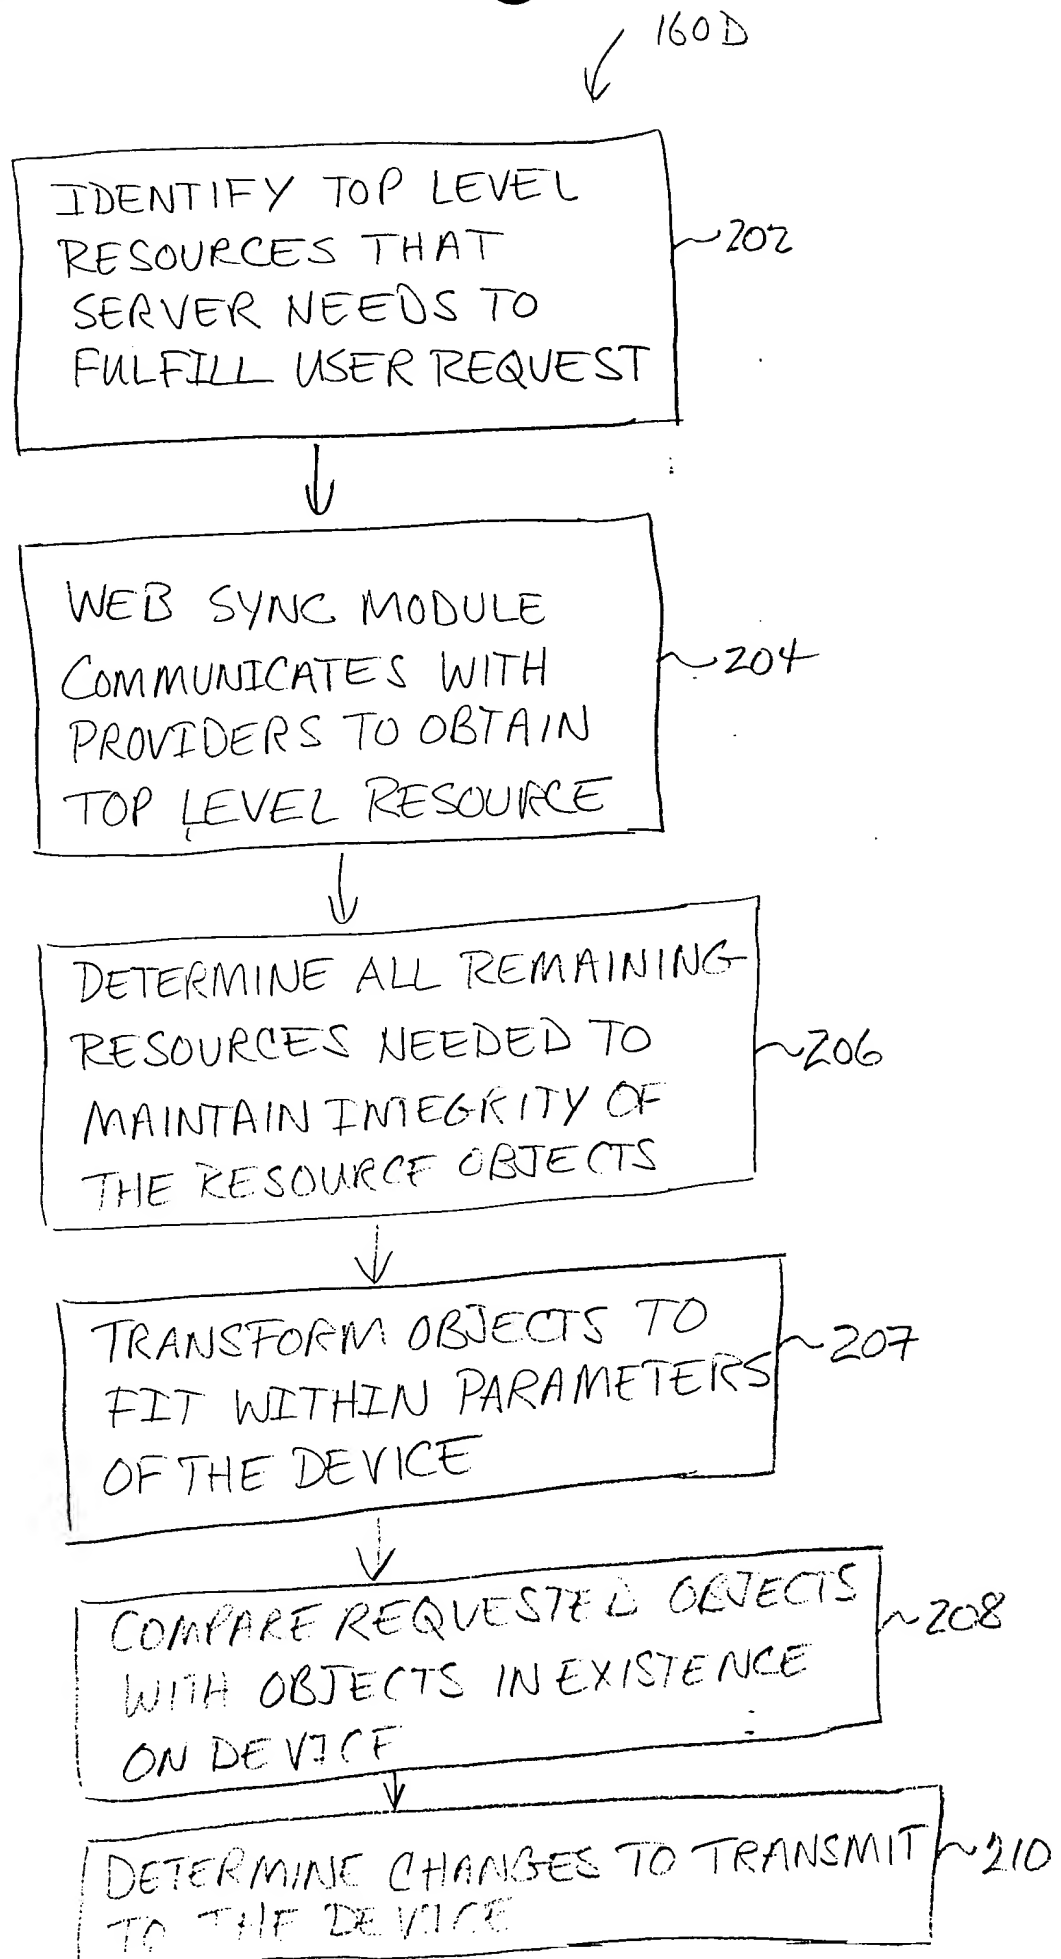 160D
IDENTIFY TOP LEVEL
RESOURCES THAT
SERVER NEEDS TO
FULFILL USER REQUEST
202
WEB SYNC MODULE
COMMUNICATES WITH
PROVIDERS TO OBTAIN
TOP LEVEL RESOURCE
204
DETERMINE ALL REMAINING
RESOURCES NEEDED TO
MAINTAIN INTEGRITY OF
THE RESOURCE OBJECTS
206
TRANSFORM OBJECTS TO
FIT WITHIN PARAMETERS
OF THE DEVICE
207
COMPARE REQUESTED OBJECTS
WITH OBJECTS IN EXISTENCE
ON DEVICE
208
DETERMINE CHANGES TO TRANSMIT
TO THE DEVICE
210